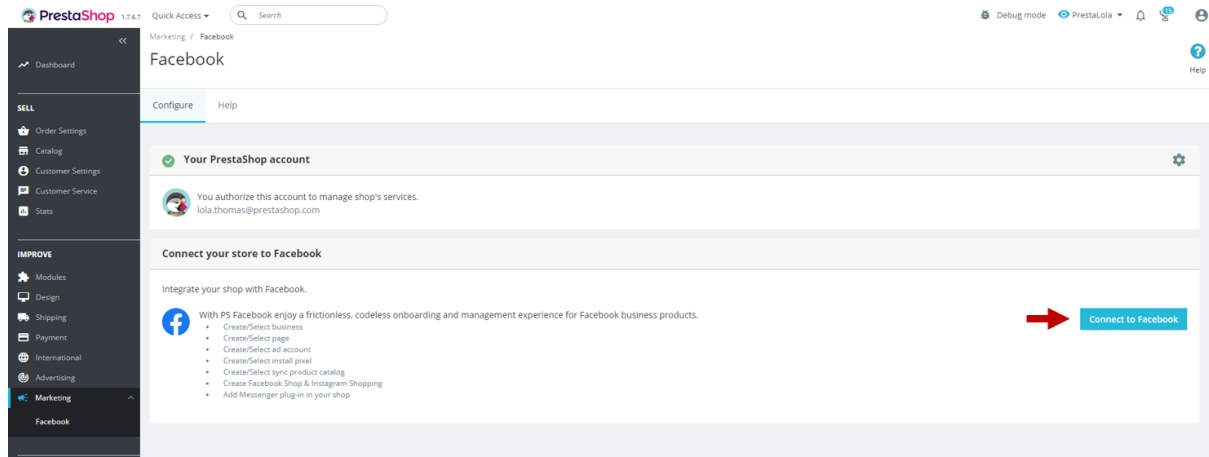 PrestaShop 1.7.6.7 Quick Access Search Debug mode PrestaLola 15
Marketing / Facebook
Facebook
Help
Configure Help
Dashboard
SELL
Order Settings
Catalog
Customer Settings
Customer Service
Stats
IMPROVE
Modules
Design
Shipping
Payment
International
Advertising
Marketing
Facebook
Your PrestaShop account
You authorize this account to manage shop's services.
lola.thomas@prestashop.com
Connect your store to Facebook
Integrate your shop with Facebook.
With PS Facebook enjoy a frictionless, codeless onboarding and management experience for Facebook business products.
• Create/Select business
• Create/Select page
• Create/Select ad account
• Create/Select install pixel
• Create/Select sync product catalog
• Create Facebook Shop & Instagram Shopping
• Add Messenger plug-in in your shop
Connect to Facebook